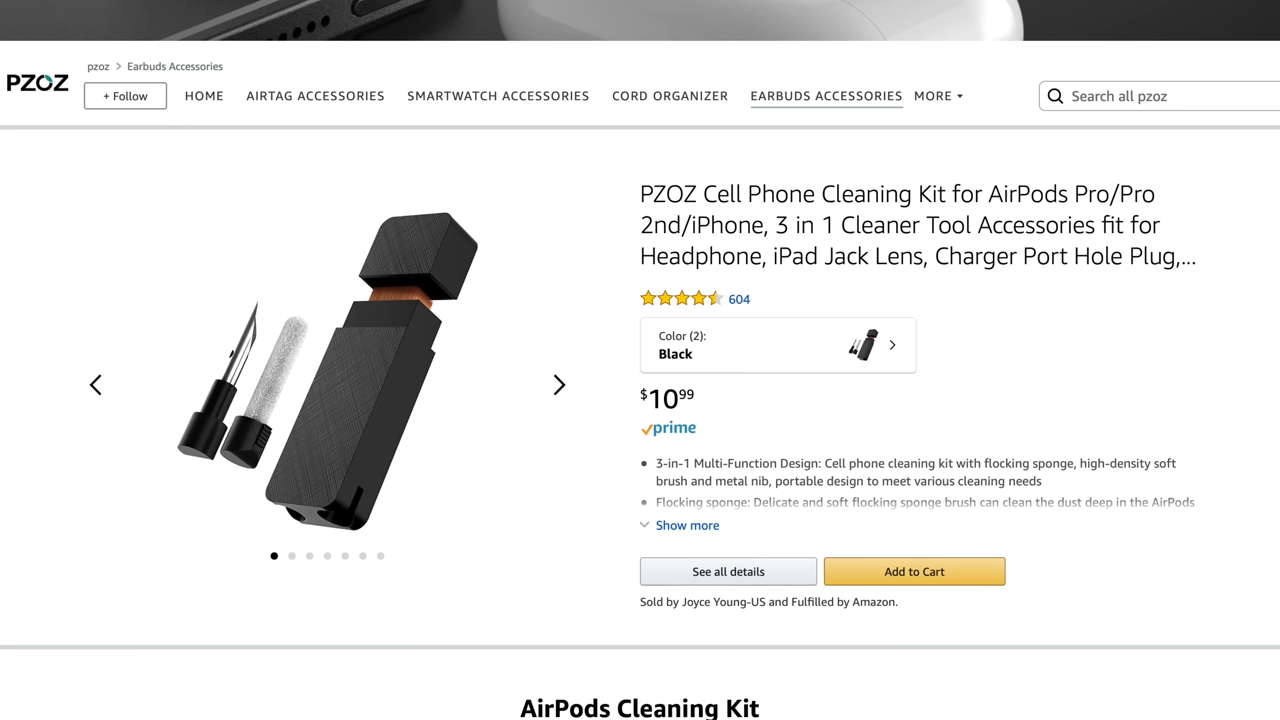 PZOZ
pzoz > Earbuds Accessories
+ Follow
HOME
AIRTAG ACCESSORIES
SMARTWATCH ACCESSORIES
CORD ORGANIZER
EARBUDS ACCESSORIES
MORE
Search all pzoz
PZOZ Cell Phone Cleaning Kit for AirPods Pro/Pro
2nd/iPhone, 3 in 1 Cleaner Tool Accessories fit for
Headphone, iPad Jack Lens, Charger Port Hole Plug,...
604
Color (2):
Black
$10 99
prime
• 3-in-1 Multi-Function Design: Cell phone cleaning kit with flocking sponge, high-density soft
brush and metal nib, portable design to meet various cleaning needs
• Flocking sponge: Delicate and soft flocking sponge brush can clean the dust deep in the AirPods
Show more
See all details
Add to Cart
Sold by Joyce Young-US and Fulfilled by Amazon.
AirPods Cleaning Kit